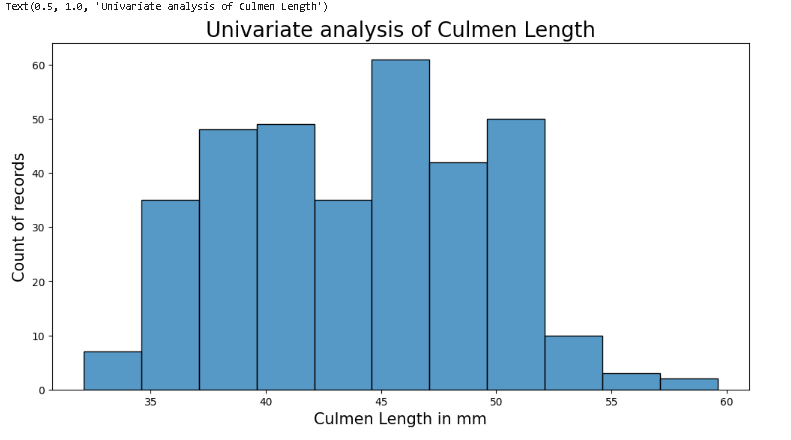 Text(0.5, 1.0, 'Univariate analysis of Culmen Length')
Univariate analysis of Culmen Length
60
50
40
30
20
10
0
Count of records
35 40 45 50 55 60
Culmen Length in mm